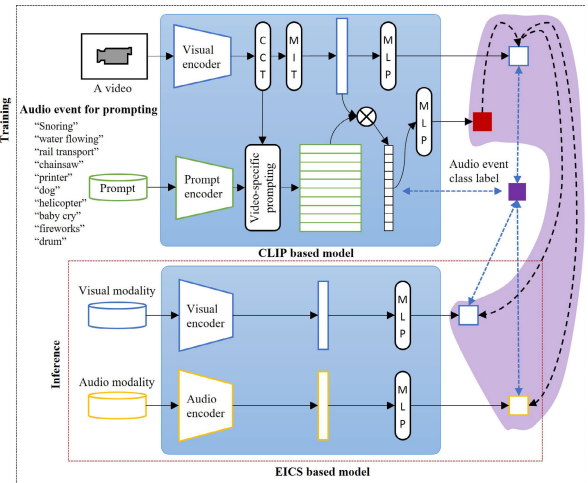 Training
A video
Visual
encoder
C
C
T
M
I
T
M
L
P
Audio event for prompting
“Snoring”
“water flowing”
“rail transport”
“chainsaw”
“printer”
“dog”
“helicopter”
“baby cry”
“fireworks”
“drum”
Prompt
Prompt
encoder
Video-specific
prompting
M
L
P
Audio event
class label
CLIP based model
Inference
Visual modality
Visual
encoder
M
L
P
Audio modality
Audio
encoder
M
L
P
EICS based model